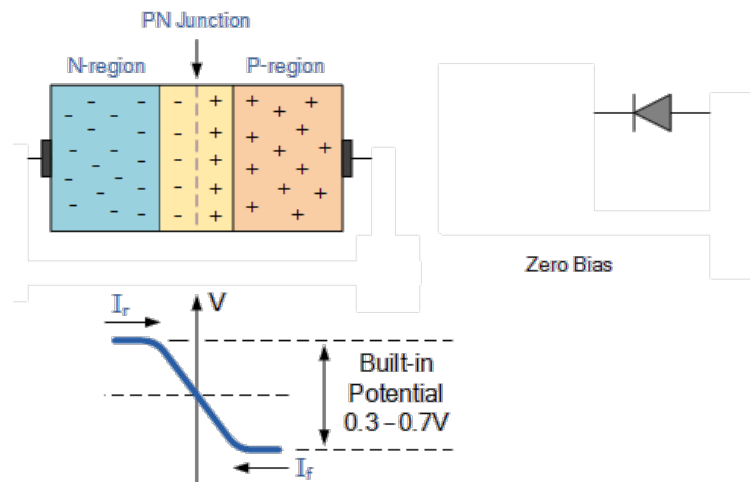 PN Junction
N-region
P-region
Zero Bias
Ir
V
Built-in
Potential
0.3 – 0.7V
If